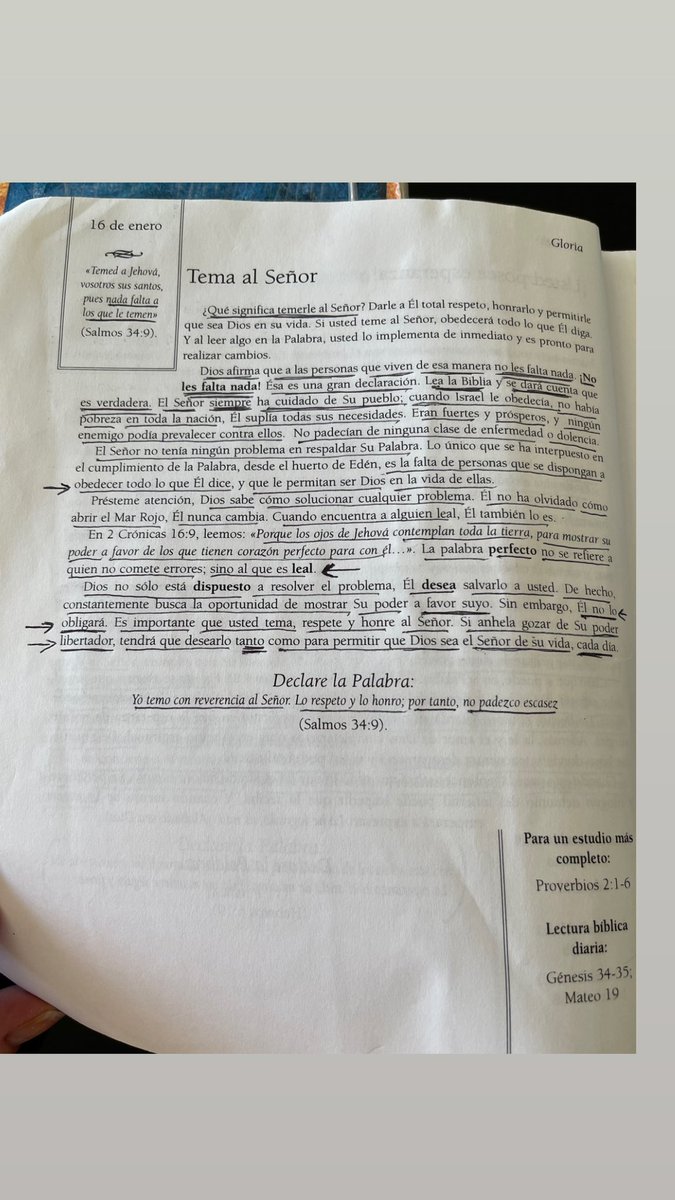 16 de enero
«Temed a Jehová,
vosotros sus santos,
pues nada falta a
los que le temen»
(Salmos 34:9).
Gloria
Tema al Señor
¿Qué significa temerle al Señor? Darle a Él total respeto, honrarlo y permitirle
que sea Dios en su vida. Si usted teme al Señor, obedecerá todo lo que Él diga.
Y al leer algo en la Palabra, usted lo implementa de inmediato y es pronto para
realizar cambios.
Dios afirma que a las personas que viven de esa manera no les falta nada. ¡No
les falta nada! Ésa es una gran declaración. Lea la Biblia y se dará cuenta que
es verdadera. El Señor siempre ha cuidado de Su pueblo; cuando Israel le obedecía, no había
pobreza en toda la nación, Él suplía todas sus necesidades. Eran fuertes y prósperos, y ningún
enemigo podía prevalecer contra ellos. No padecían de ninguna clase de enfermedad o dolencia.
El Señor no tenía ningún problema en respaldar Su Palabra. Lo único que se ha interpuesto en
el cumplimiento de la Palabra, desde el huerto de Edén, es la falta de personas que se dispongan a
obedecer todo lo que Él dice, y que le permitan ser Dios en la vida de ellas.
Présteme atención, Dios sabe cómo solucionar cualquier problema. Él no ha olvidado cómo
abrir el Mar Rojo, Él nunca cambia. Cuando encuentra a alguien leal, Él también lo es.
En 2 Crónicas 16:9, leemos: «Porque los ojos de Jehová contemplan toda la tierra, para mostrar su
poder a favor de los que tienen corazón perfecto para con él...». La palabra perfecto no se refiere a
quien no comete errores; sino al que es leal.
Dios no sólo está dispuesto a resolver el problema, Él desea salvarlo a usted. De hecho,
constantemente busca la oportunidad de mostrar Su poder a favor suyo. Sin embargo, Él no lo
obligará. Es importante que usted tema, respete y honre al Señor. Si anhela gozar de Su poder
libertador, tendrá que desearlo tanto como para permitir que Dios sea el Señor de su vida, cada día.
Declare la Palabra:
Yo temo con reverencia al Señor. Lo respeto y lo honro; por tanto, no padezco escasez
(Salmos 34:9).
Para un estudio más
completo:
Proverbios 2:1-6
Lectura bíblica
diaria:
Génesis 34-35;
Mateo 19